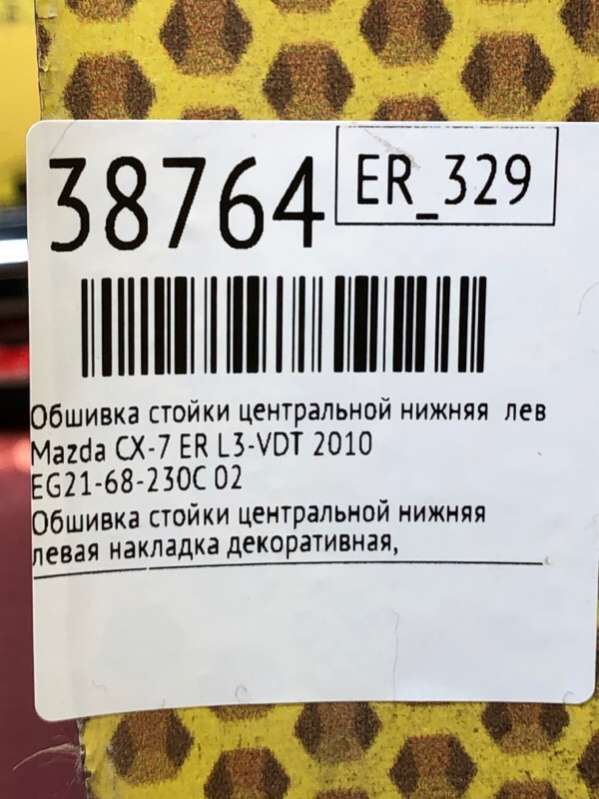 38764
ER_329
Обшивка стойки центральной нижняя лев
Mazda CX-7 ER L3-VDT 2010
EG21-68-230C 02
Обшивка стойки центральной нижняя
левая накладка декоративная,